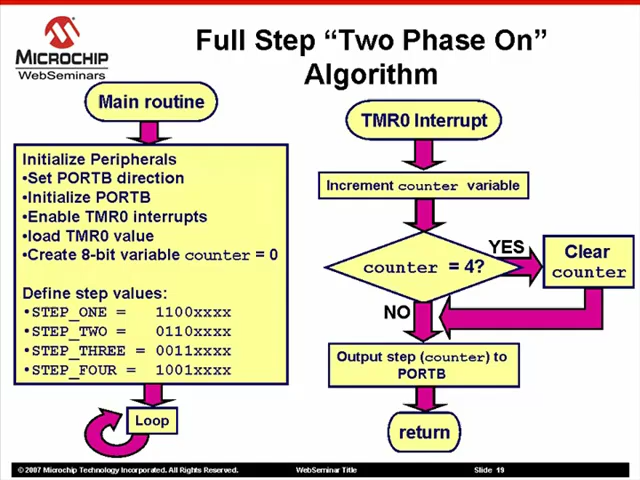 MICROCHIP
WebSeminars
Full Step “Two Phase On”
Algorithm
Main routine
Initialize Peripherals
•Set PORTB direction
•Initialize PORTB
•Enable TMR0 interrupts
•load TMR0 value
•Create 8-bit variable counter = 0
Define step values:
•STEP_ONE = 1100xxxx
•STEP_TWO = 0110xxxx
•STEP_THREE = 0011xxxx
•STEP_FOUR = 1001xxxx
Loop
TMR0 Interrupt
Increment counter variable
counter = 4?
YES
Clear
counter
NO
Output step (counter) to
PORTB
return
© 2007 Microchip Technology Incorporated. All Rights Reserved. WebSeminar Title Slide 19